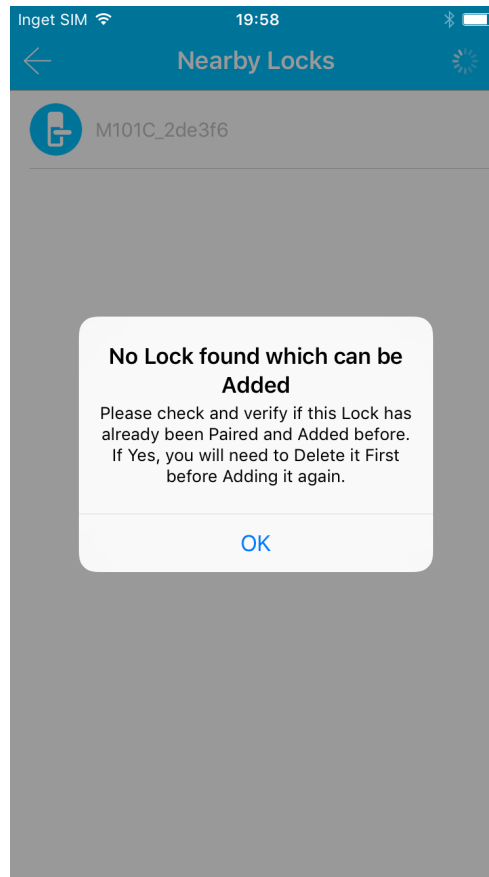 Inget SIM 19:58
Nearby Locks
M101C_2de3f6
No Lock found which can be
Added
Please check and verify if this Lock has
already been Paired and Added before.
If Yes, you will need to Delete it First
before Adding it again.
OK